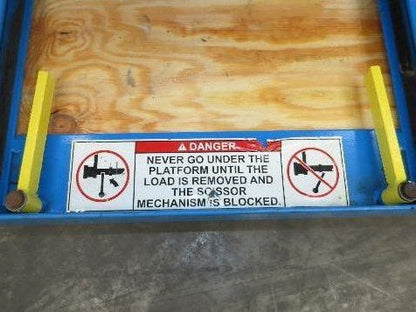 DANGER
NEVER GO UNDER THE
PLATFORM UNTIL THE
LOAD IS REMOVED AND
THE SCISSOR
MECHANISM IS BLOCKED.